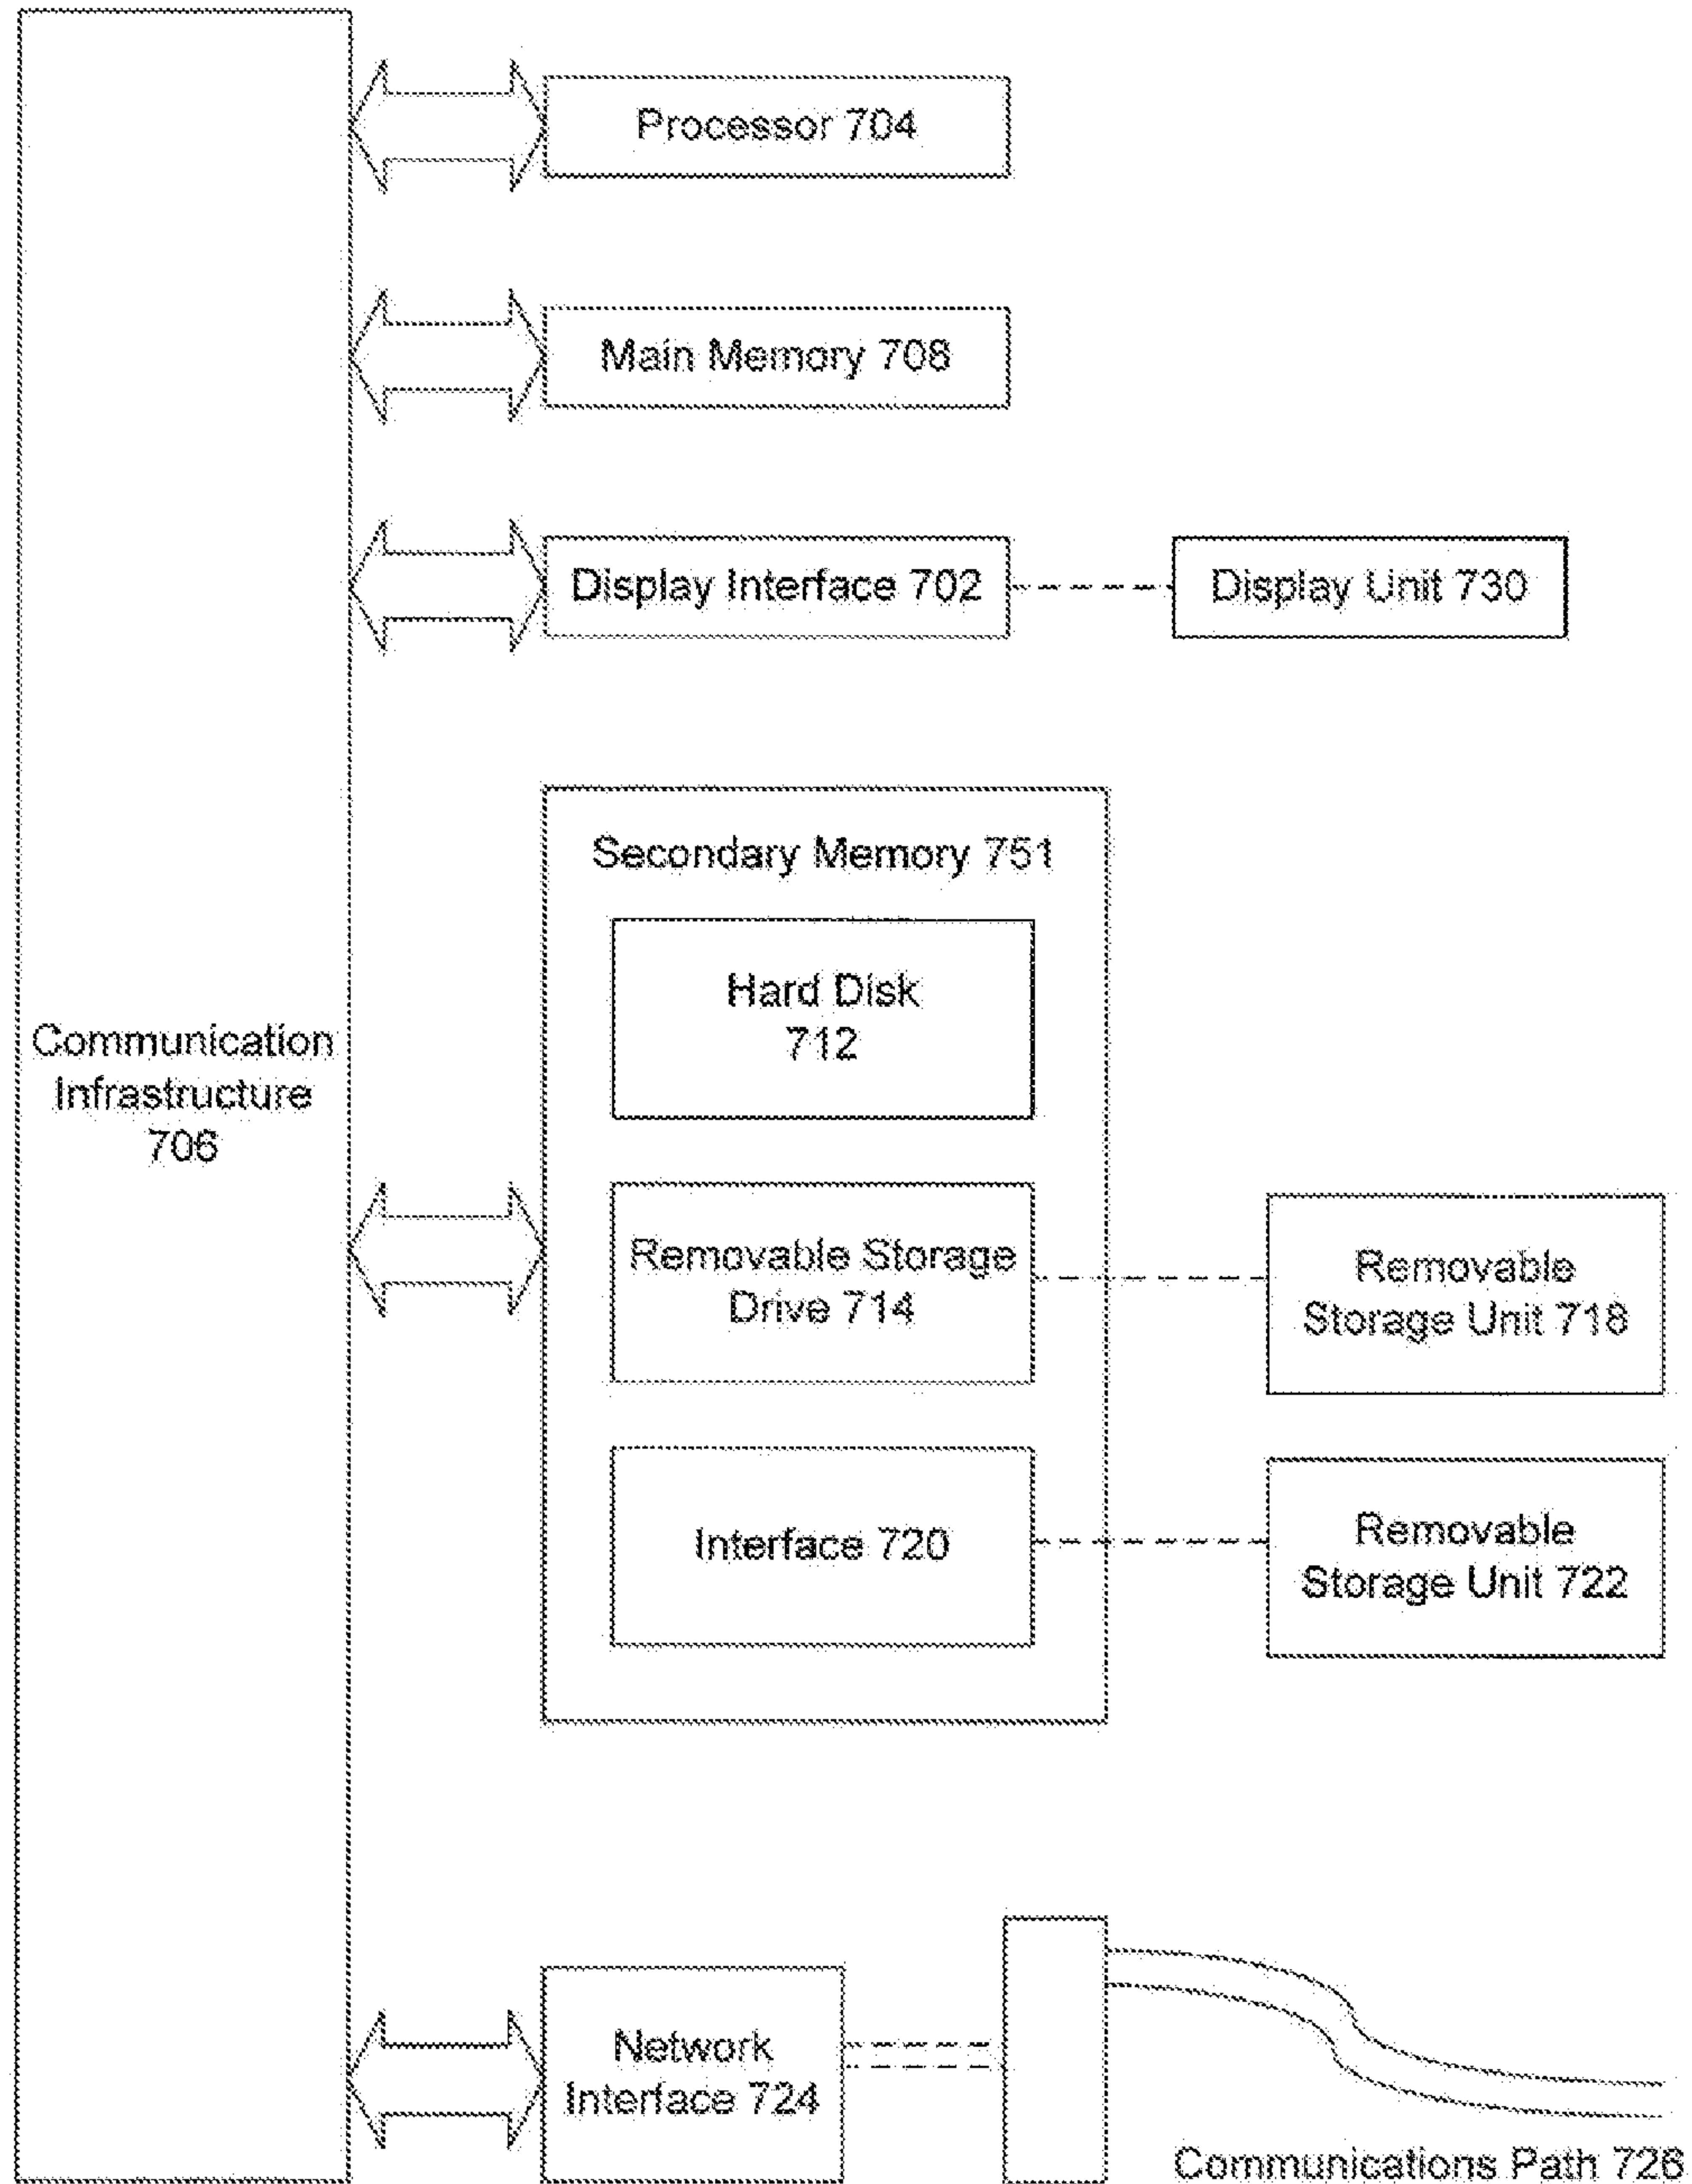 Processor 704
Main Memory 708
Display Interface 702
Display Unit 730
Secondary Memory 751
Hard Disk
712
Communication
Infrastructure
706
Removable Storage
Drive 714
Removable
Storage Unit 718
Interface 720
Removable
Storage Unit 722
Network
Interface 724
Communications Path 726